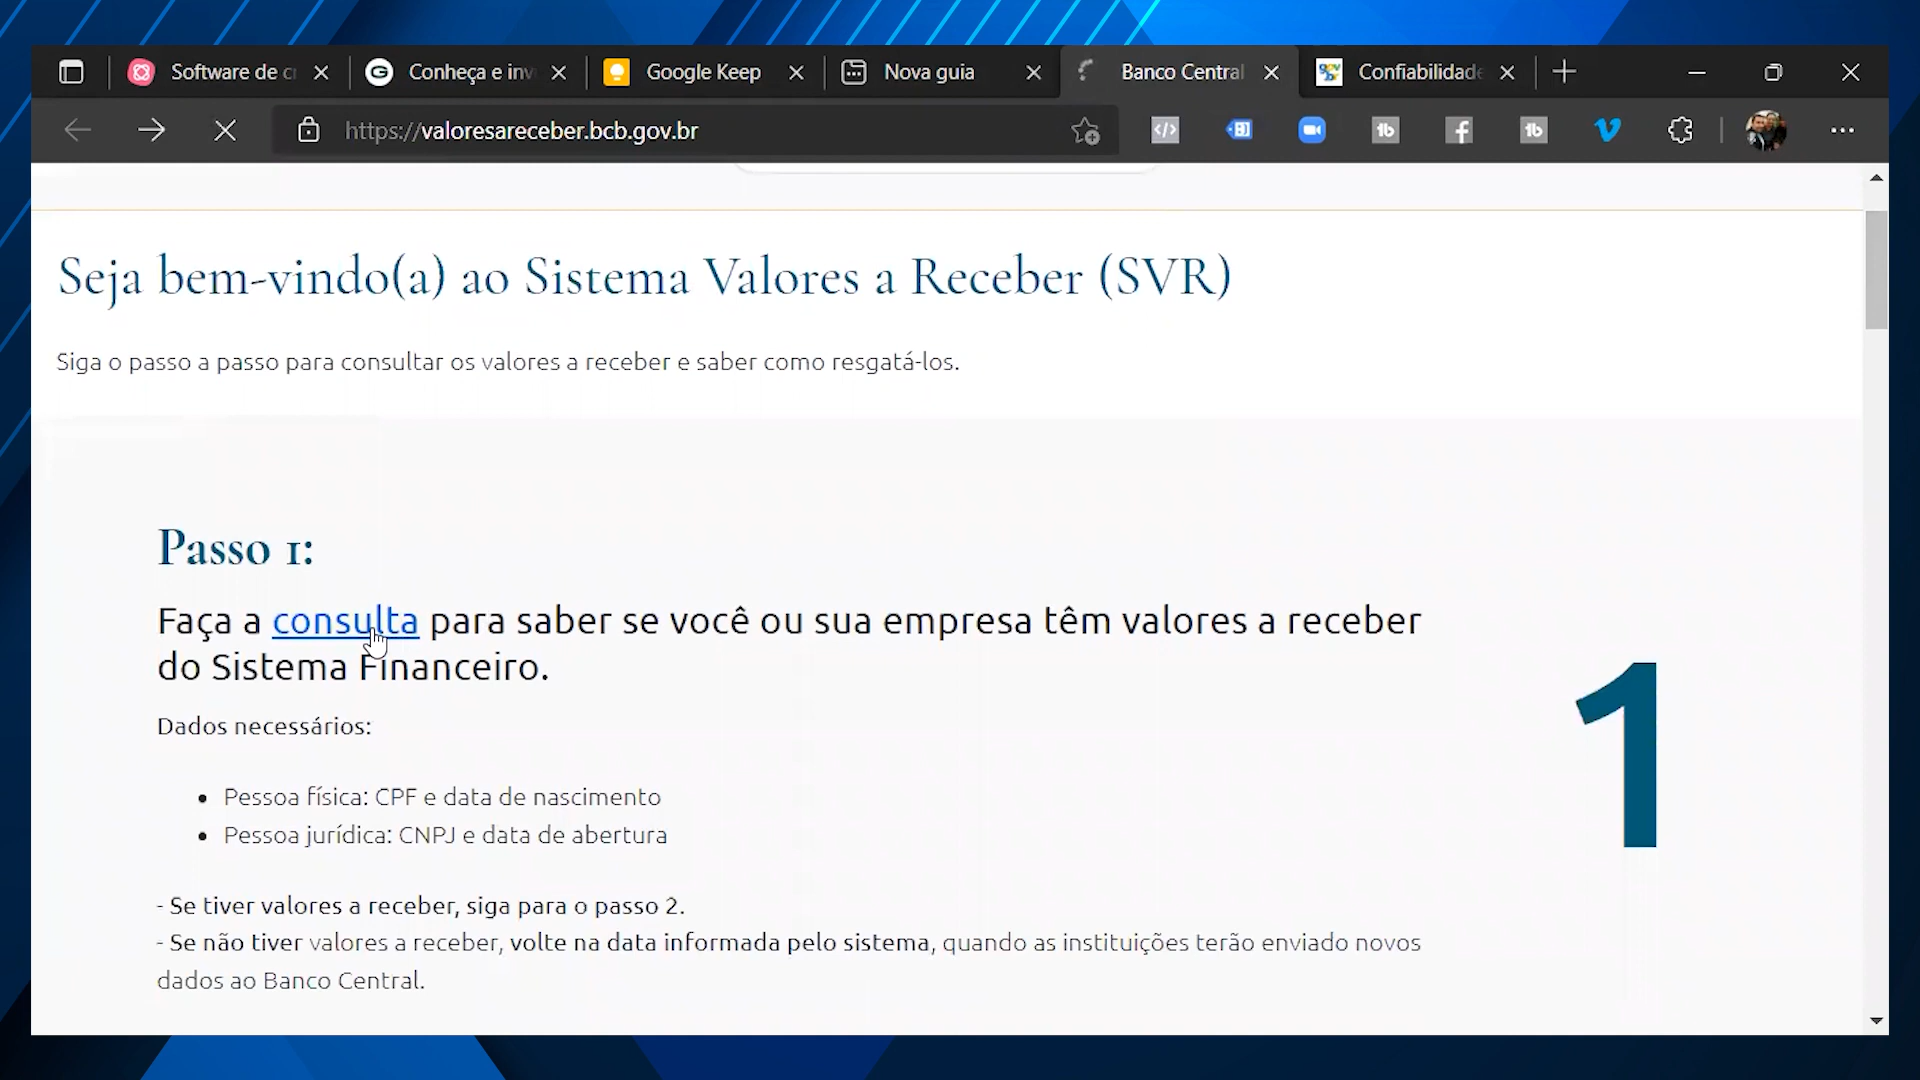 Software de c
Conheça e inv
Google Keep
Nova guia
Banco Central
Confiabilidade
https://valoresareceber.bcb.gov.br
Seja bem-vindo(a) ao Sistema Valores a Receber (SVR)
Siga o passo a passo para consultar os valores a receber e saber como resgatá-los.
Passo 1:
Faça a consulta para saber se você ou sua empresa têm valores a receber
do Sistema Financeiro.
1
Dados necessários:
• Pessoa física: CPF e data de nascimento
• Pessoa jurídica: CNPJ e data de abertura
- Se tiver valores a receber, siga para o passo 2.
- Se não tiver valores a receber, volte na data informada pelo sistema, quando as instituições terão enviado novos
dados ao Banco Central.